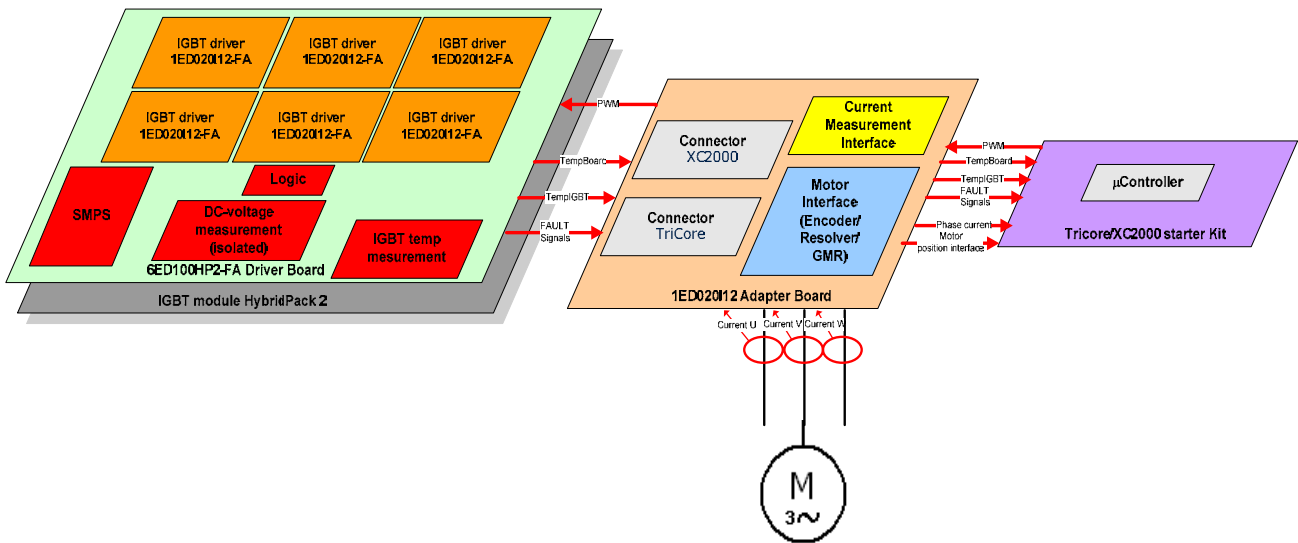 IGBT driver
1ED020I12-FA
IGBT driver
1ED020I12-FA
IGBT driver
1ED020I12-FA
IGBT driver
1ED020I12-FA
IGBT driver
1ED020I12-FA
IGBT driver
1ED020I12-FA
Logic
SMPS
DC-voltage
measurement
(isolated)
IGBT temp
mesurement
6ED100HP2-FA Driver Board
IGBT module HybridPack 2
PWM
TempBoard
TempIGBT
FAULT
Signals
Connector
XC2000
Connector
TriCore
Current
Measurement
Interface
Motor
Interface
(Encoder/
Resolver/
GMR)
1ED020I12 Adapter Board
PWM
TempBoard
TempIGBT
FAULT
Signals
Phase current
Motor
position interface
µController
Tricore/XC2000 starter Kit
Current U
Current V
Current W
M
3~